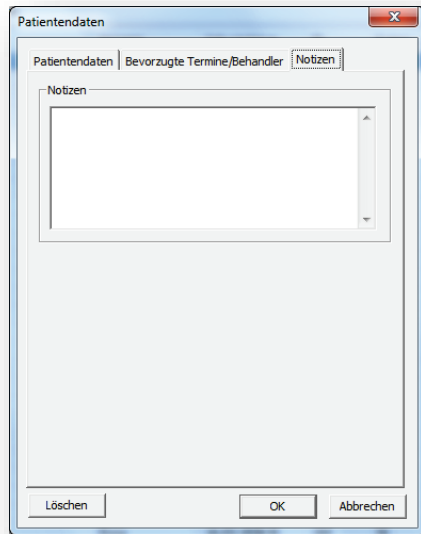 Patientendaten
Patientendaten Bevorzugte Termine/Behandler Notizen
Notizen
Löschen OK Abbrechen